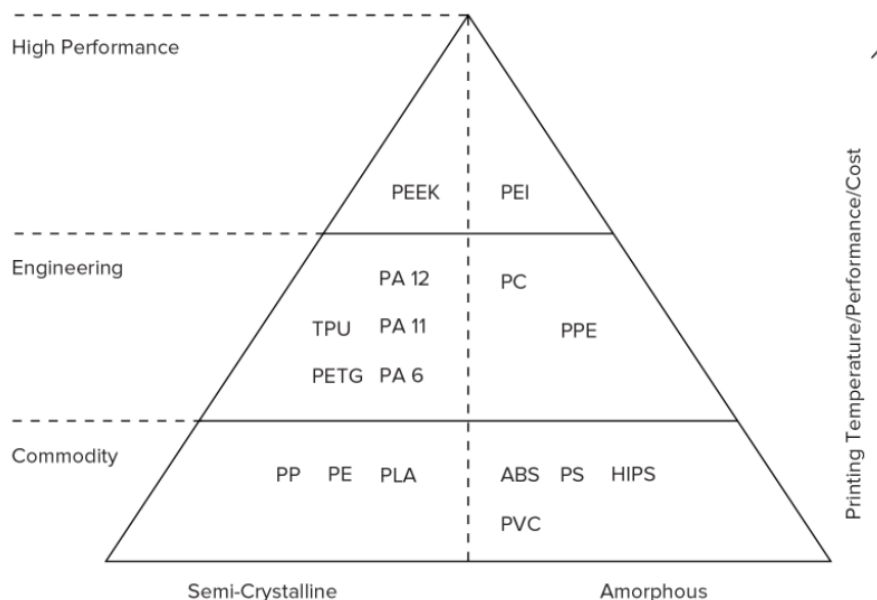 High Performance
PEEK PEI
Engineering
PA 12 PC
TPU PA 11 PPE
PETG PA 6
Commodity
PP PE PLA ABS PS HIPS
PVC
Semi-Crystalline Amorphous
Printing Temperature/Performance/Cost